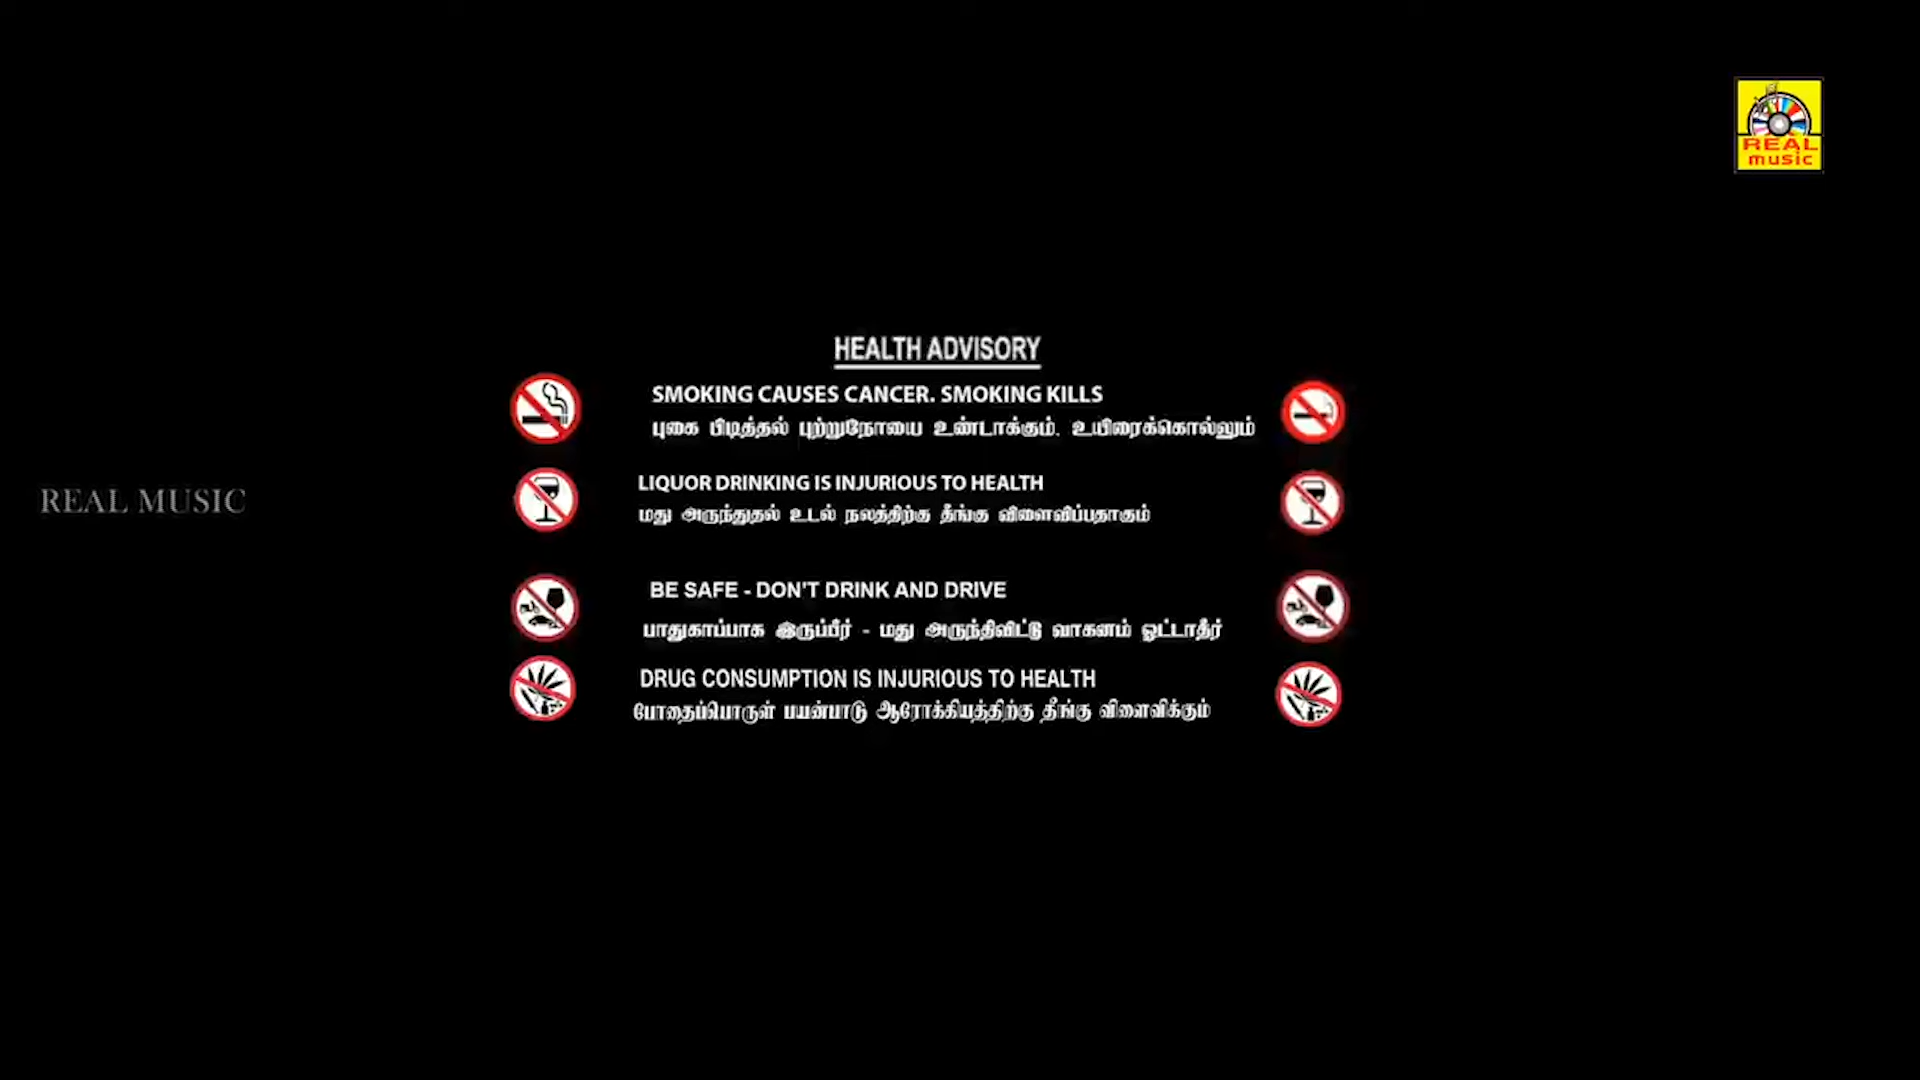 REAL
music
HEALTH ADVISORY
SMOKING CAUSES CANCER. SMOKING KILLS
புகை பிடித்தல் புற்றுநோயை உண்டாக்கும். உயிரைக்கொல்லும்
LIQUOR DRINKING IS INJURIOUS TO HEALTH
REAL MUSIC
மது அருந்துதல் உடல் நலத்திற்கு தீங்கு விளைவிப்பதாகும்
BE SAFE - DON'T DRINK AND DRIVE
பாதுகாப்பாக இருப்பீர் - மது அருந்திவிட்டு வாகனம் ஓட்டாதீர்
DRUG CONSUMPTION IS INJURIOUS TO HEALTH
போதைப்பொருள் பயன்பாடு ஆரோக்கியத்திற்கு தீங்கு விளைவிக்கும்